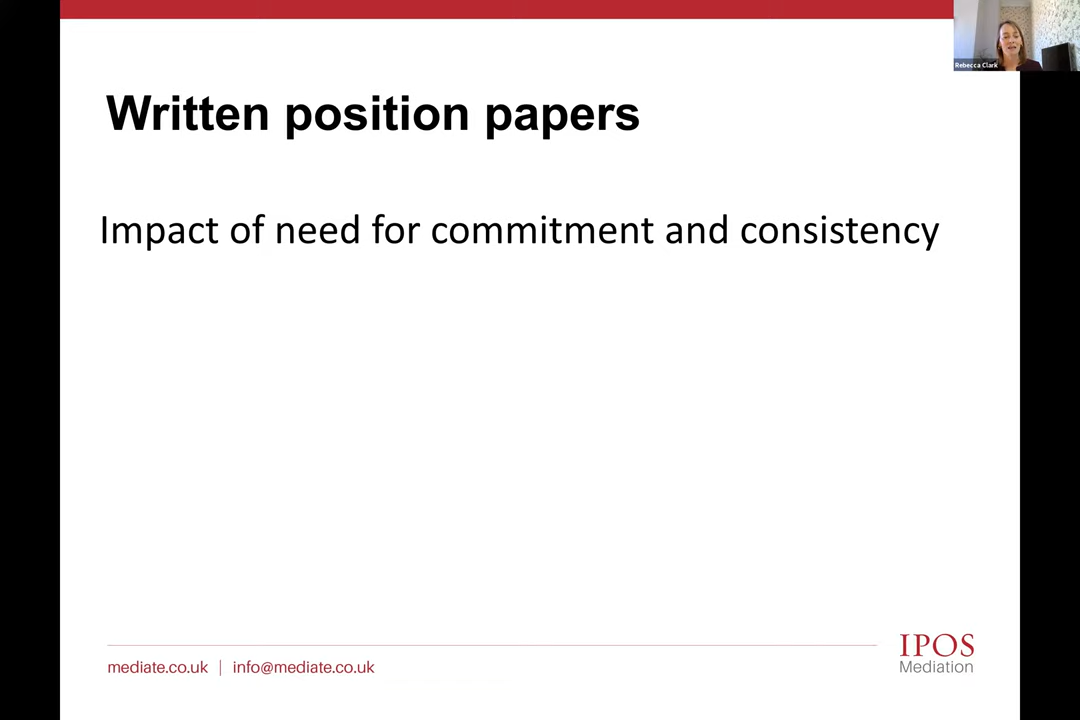 Rebecca Clark
Written position papers
Impact of need for commitment and consistency
mediate.co.uk | info@mediate.co.uk
IPOS
Mediation